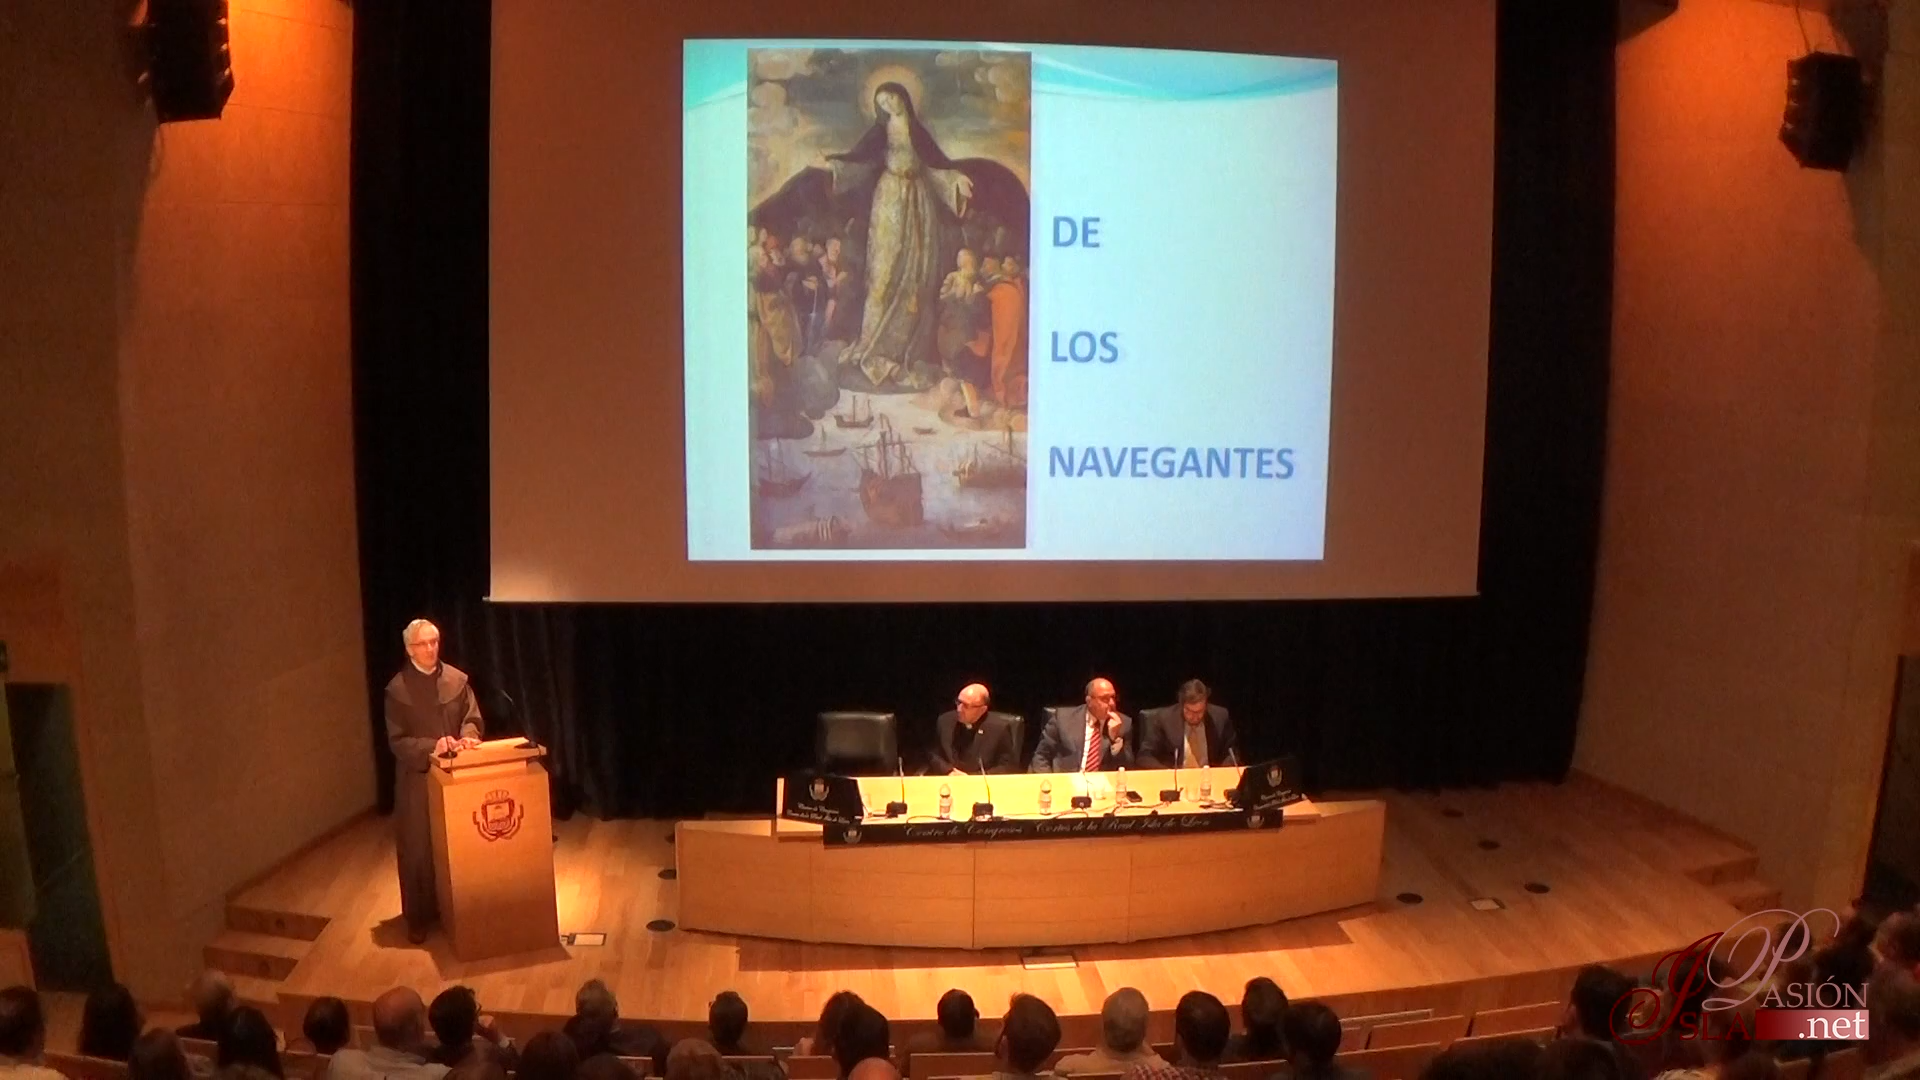 DE
LOS
NAVEGANTES
Centro de Congresos Cortes de la Real Isla de León
PASIÓN
ISLA
.net